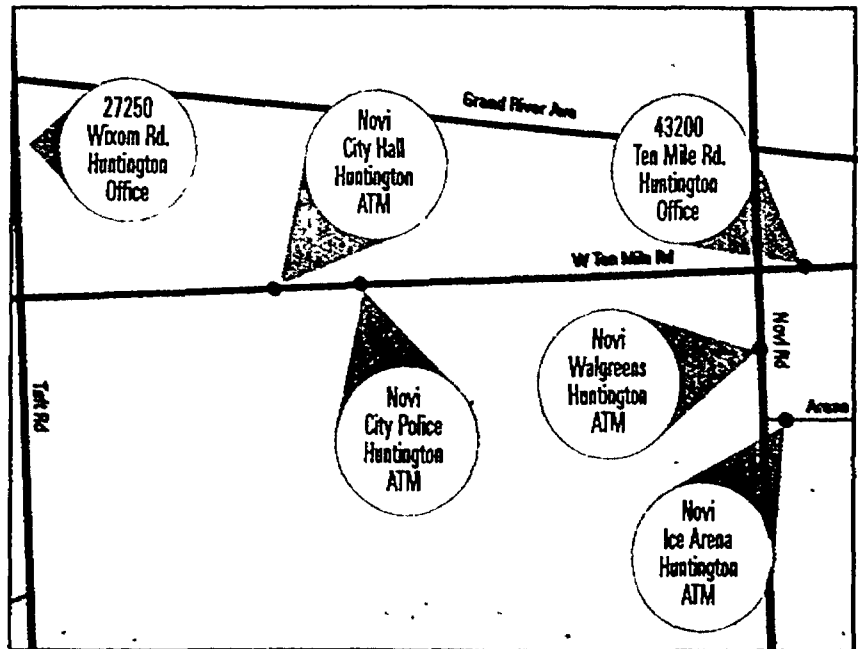 Grand River Ave
27250
Wixom Rd.
Huntington
Office
Novi
City Hall
Huntington
ATM
43200
Ten Mile Rd.
Huntington
Office
W Ten Mile Rd
Novi
Walgreens
Huntington
ATM
Novi Rd
Taft Rd
Novi
City Police
Huntington
ATM
Arena
Novi
Ice Arena
Huntington
ATM